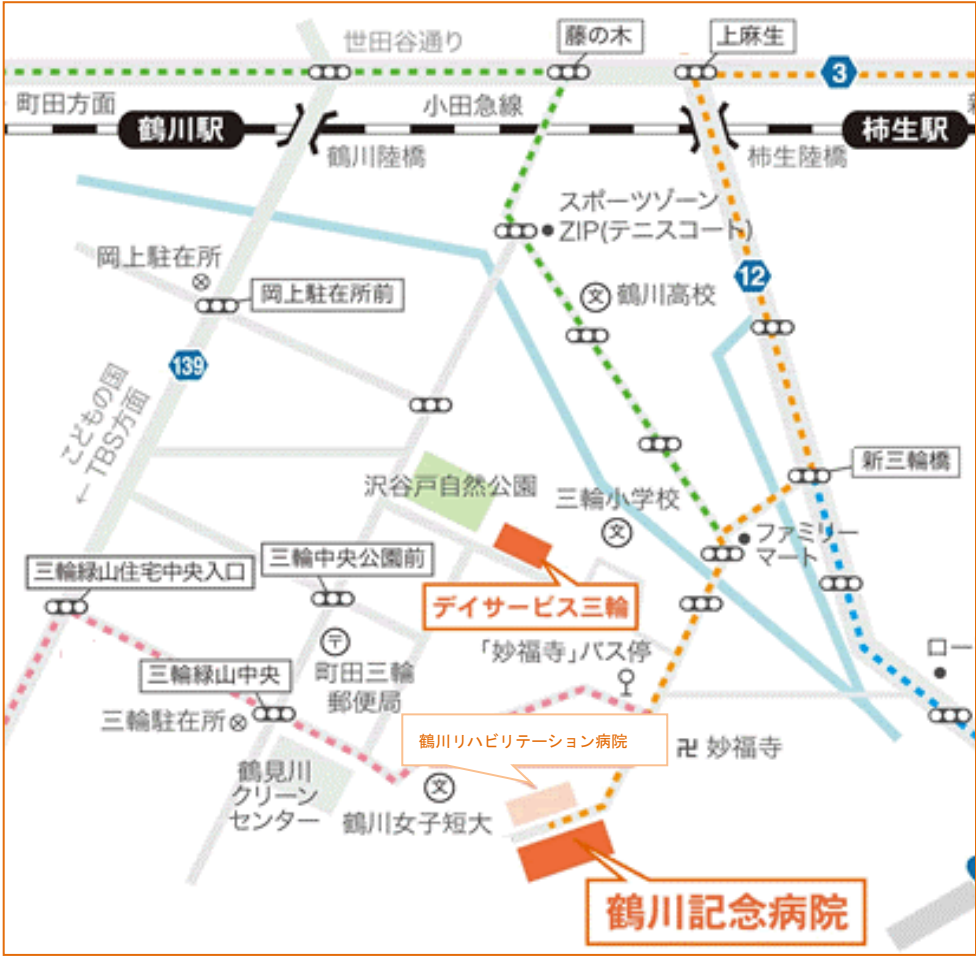 世田谷通り
藤の木
上麻生
3
町田方面
小田急線
鶴川駅
柿生駅
鶴川陸橋
柿生陸橋
スポーツゾーン
ZIP(テニスコート)
岡上駐在所
岡上駐在所前
文
鶴川高校
12
139
こどもの国
← TBS方面
新三輪橋
沢谷戸自然公園
三輪小学校
文
ファミリー
マート
三輪緑山住宅中央入口
三輪中央公園前
デイサービス三輪
〒
町田三輪
郵便局
「妙福寺」バス停
ロー
三輪緑山中央
三輪駐在所
鶴川リハビリテーション病院
卍 妙福寺
鶴見川
クリーン
センター
文
鶴川女子短大
鶴川記念病院